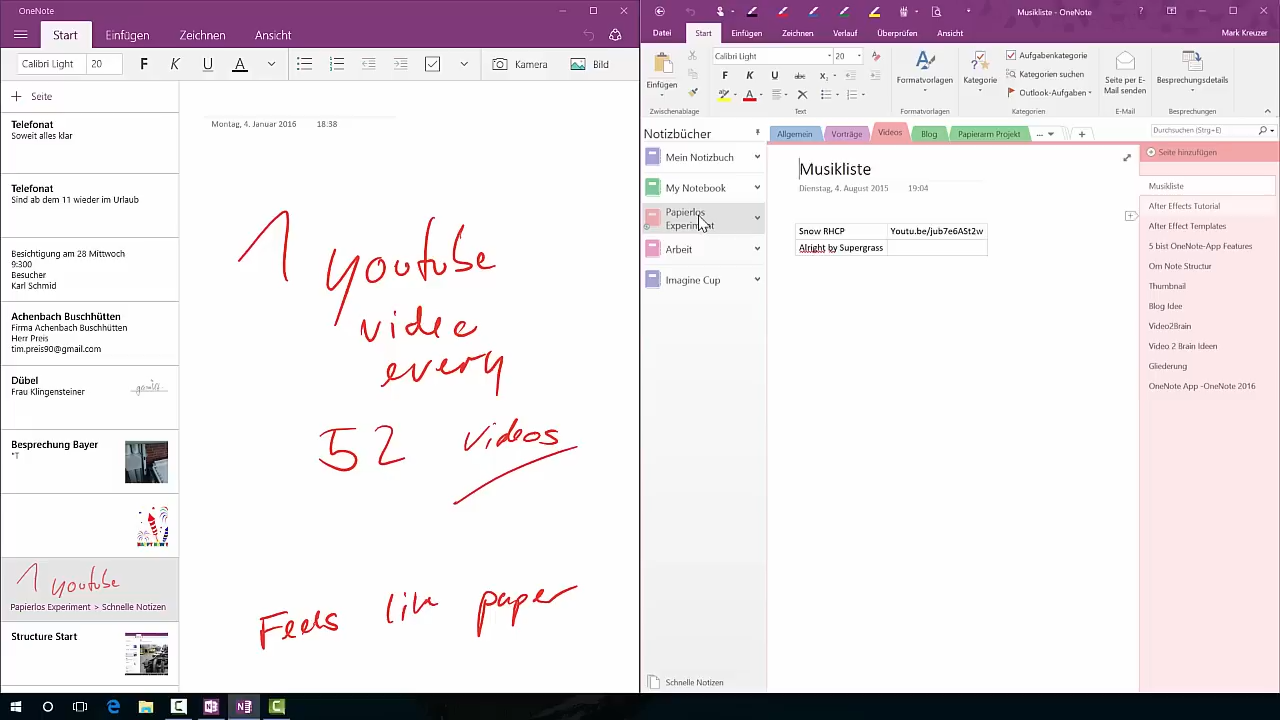 OneNote
Start
Einfügen
Zeichnen
Ansicht
Calibri Light
20
F
K
U
A
Kamera
Bild
+ Seite
Telefonat
Soweit alles klar
Telefonat
Sind ab dem 11 wieder im Urlaub
Besichtigung am 28 Mittwoch
9:300
Besucher
Karl Schmid
Achenbach Buschhütten
Firma Achenbach Buschhütten
Herr Preis
tim.preis90@gmail.com
Dübel
Frau Klingensteiner
Besprechung Bayer
"T
1 youtube
Papierlos Experiment > Schnelle Notizen
Structure Start
Montag, 4. Januar 2016 18:38
1 youtube
video
every
52 videos
Feels lik paper
Musikliste - OneNote
Datei
Start
Einfügen
Zeichnen
Verlauf
Überprüfen
Ansicht
Mark Kreuzer
Einfügen
Zwischenablage
Calibri Light
20
F K U abc x₂
A
Text
Formatvorlagen
Kategorie
Aufgabenkategorie
Kategorien suchen
Outlook-Aufgaben
Kategorien
Seite per E-
Mail senden
E-Mail
Besprechungsdetails
Besprechungen
Notizbücher
Mein Notizbuch
My Notebook
Papierlos
Experiment
Arbeit
Imagine Cup
Schnelle Notizen
Allgemein
Vorträge
Videos
Blog
Papierarm Projekt
...
+
Durchsuchen (Strg+E)
Musikliste
Dienstag, 4. August 2015 19:04
Snow RHCP Youtu.be/jub7e6ASt2w
Alright by Supergrass
Seite hinzufügen
Musikliste
After Effects Tutorial
After Effect Templates
5 bist OneNote-App Features
Om Note Structur
Thumbnail
Blog Idee
Video2Brain
Video 2 Brain Ideen
Gliederung
OneNote App -OneNote 2016